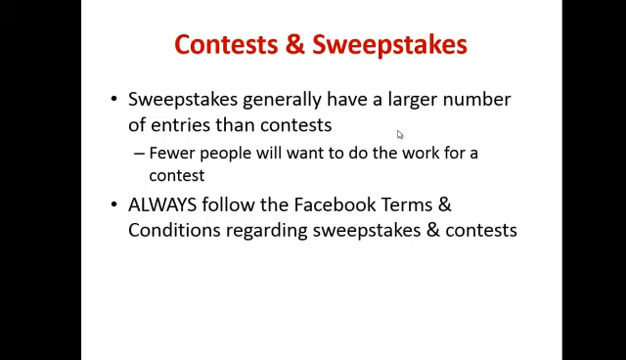 Contests & Sweepstakes
• Sweepstakes generally have a larger number
of entries than contests
– Fewer people will want to do the work for a
contest
• ALWAYS follow the Facebook Terms &
Conditions regarding sweepstakes & contests